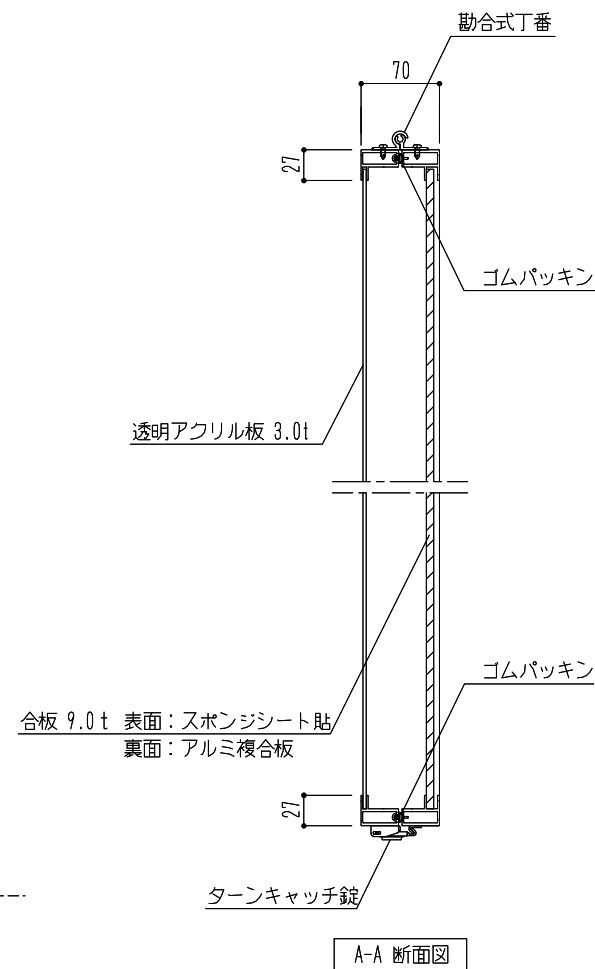 勘合式丁番
70
27
ゴムパッキン
透明アクリル板 3.0t
ゴムパッキン
合板 9.0t 表面：スポンジシート貼
裏面：アルミ複合板
27
ターンキャッチ錠
A-A 断面図